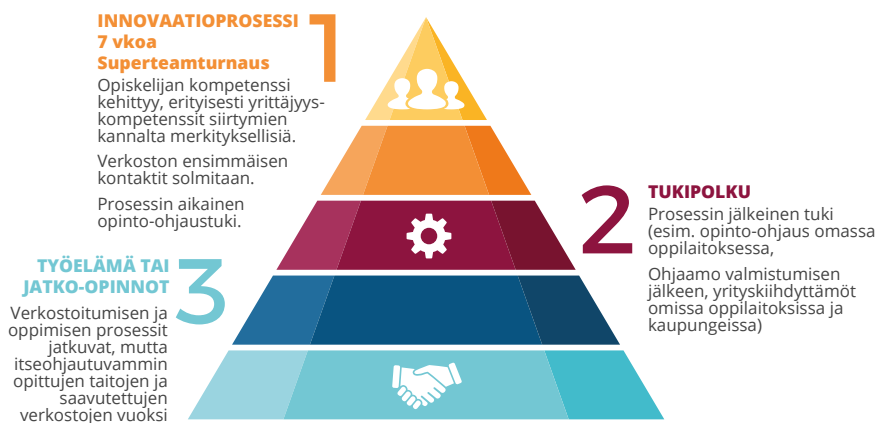 1
INNOVAATIOPROSESSI
7 vkoa
Superteamturnaus
Opiskelijan kompetenssi
kehittyy, erityisesti yrittäjyys-
kompetenssit siirtymien
kannalta merkityksellisiä.
Verkoston ensimmäisen
kontaktit solmitaan.
Prosessin aikainen
opinto-ohjaustuki.
2
TUKIPOLKU
Prosessin jälkeinen tuki
(esim. opinto-ohjaus omassa
oppilaitoksessa,
Ohjaamo valmistumisen
jälkeen, yrityskiihdyttämöt
omissa oppilaitoksissa ja
kaupungeissa)
3
TYÖELÄMÄ TAI
JATKO-OPINNOT
Verkostoitumisen ja
oppimisen prosessit
jatkuvat, mutta
itseohjautuvammin
opittujen taitojen ja
saavutettujen
verkostojen vuoksi